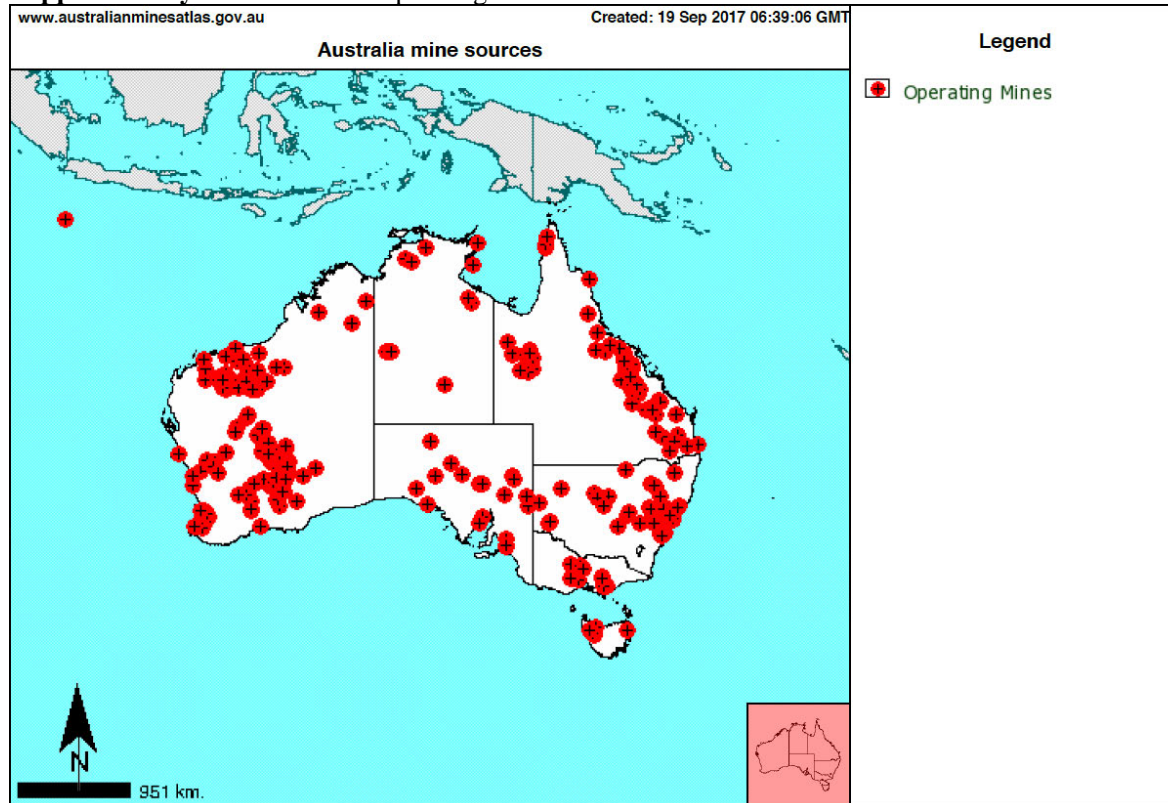 www.australianminesatlas.gov.au
Created: 19 Sep 2017 06:39:06 GMT
Australia mine sources
Legend
Operating Mines
N
951 km.